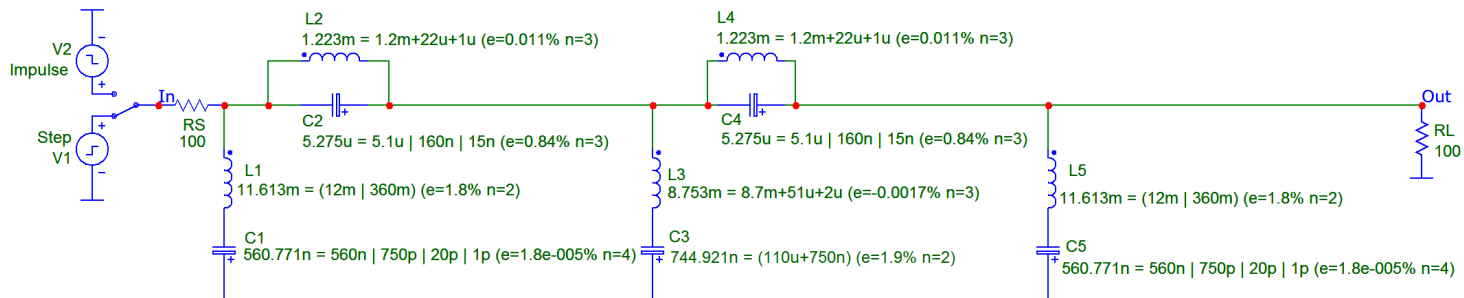 L2
1.223m = 1.2m+22u+1u (e=0.011% n=3)
L4
1.223m = 1.2m+22u+1u (e=0.011% n=3)
V2
Impulse
In
Out
RS
100
C2
5.275u = 5.1u | 160n | 15n (e=0.84% n=3)
C4
5.275u = 5.1u | 160n | 15n (e=0.84% n=3)
Step
V1
RL
100
L1
11.613m = (12m | 360m) (e=1.8% n=2)
L3
8.753m = 8.7m+51u+2u (e=-0.0017% n=3)
L5
11.613m = (12m | 360m) (e=1.8% n=2)
C1
560.771n = 560n | 750p | 20p | 1p (e=1.8e-005% n=4)
C3
744.921n = (110u+750n) (e=1.9% n=2)
C5
560.771n = 560n | 750p | 20p | 1p (e=1.8e-005% n=4)